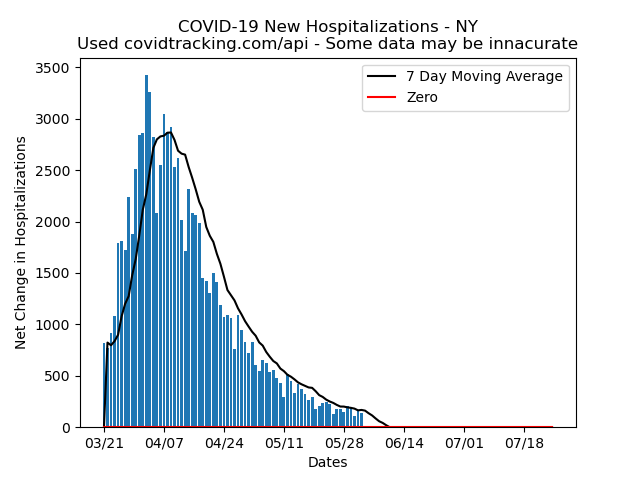 COVID-19 New Hospitalizations - NY
Used covidtracking.com/api - Some data may be innacurate
7 Day Moving Average
Zero
3500
3000
2500
2000
1500
1000
500
0
Net Change in Hospitalizations
03/21 04/07 04/24 05/11 05/28 06/14 07/01 07/18
Dates